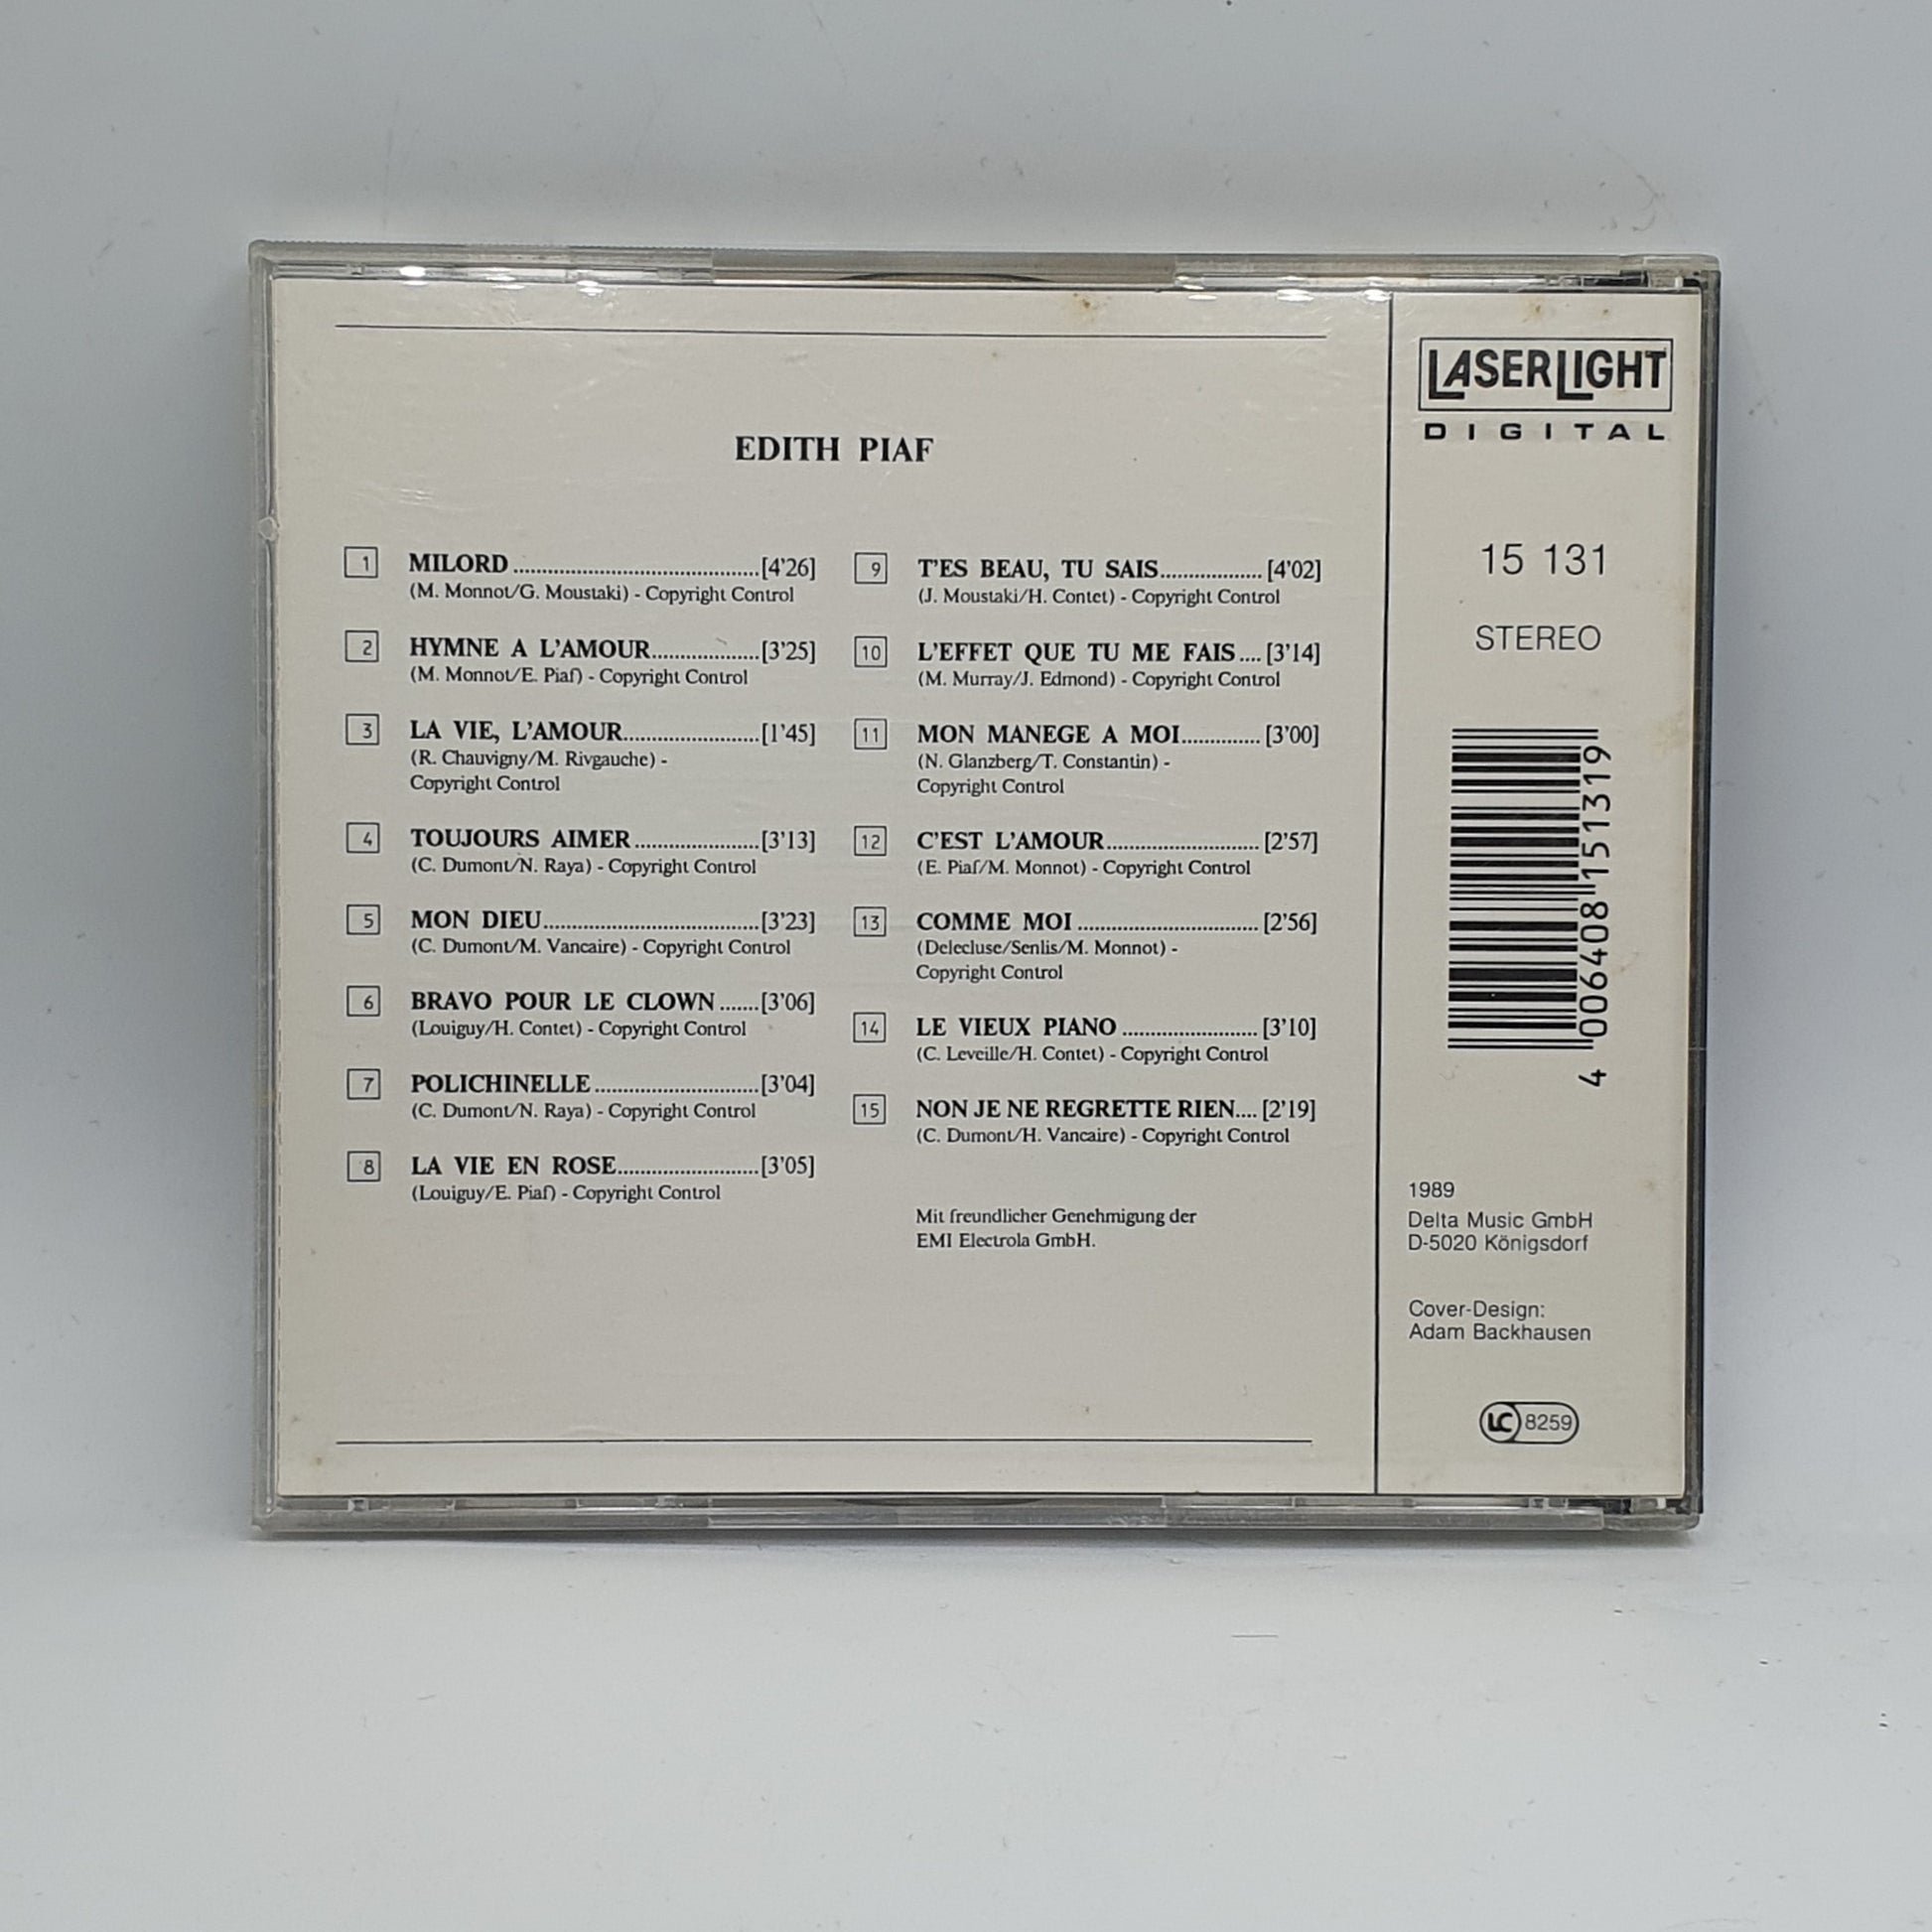 EDITH PIAF
1 MILORD [4'26]
(M. Monnot/G. Moustaki) - Copyright Control
2 HYMNE A L'AMOUR [3'25]
(M. Monnot/E. Piaf) - Copyright Control
3 LA VIE, L'AMOUR [1'45]
(R. Chauvigny/M. Rivgauche) -
Copyright Control
4 TOUJOURS AIMER [3'13]
(C. Dumont/N. Raya) - Copyright Control
5 MON DIEU [3'23]
(C. Dumont/M. Vancaire) - Copyright Control
6 BRAVO POUR LE CLOWN [3'06]
(Louiguy/H. Contet) - Copyright Control
7 POLICHINELLE [3'04]
(C. Dumont/N. Raya) - Copyright Control
8 LA VIE EN ROSE [3'05]
(Louiguy/E. Piaf) - Copyright Control
9 T'ES BEAU, TU SAIS [4'02]
(J. Moustaki/H. Contet) - Copyright Control
10 L'EFFET QUE TU ME FAIS [3'14]
(M. Murray/J. Edmond) - Copyright Control
11 MON MANEGE A MOI [3'00]
(N. Glanzberg/T. Constantin) -
Copyright Control
12 C'EST L'AMOUR [2'57]
(E. Piaf/M. Monnot) - Copyright Control
13 COMME MOI [2'56]
(Delecluse/Senlis/M. Monnot) -
Copyright Control
14 LE VIEUX PIANO [3'10]
(C. Leveille/H. Contet) - Copyright Control
15 NON JE NE REGRETTE RIEN [2'19]
(C. Dumont/H. Vancaire) - Copyright Control
Mit freundlicher Genehmigung der
EMI Electrola GmbH.
LASERLIGHT
DIGITAL
15 131
STEREO
4 006408 151319
1989
Delta Music GmbH
D-5020 Königsdorf
Cover-Design:
Adam Backhausen
LC 8259